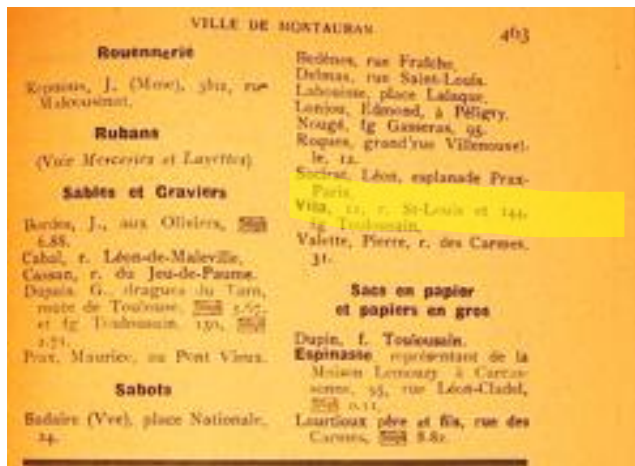 VILLE DE MONTAUBAN 463
Rouennerie
J. (Mme), 3bis, rue
Malcousinat.
Rubans
(Voir Merceries et Layettes)
Sables et Graviers
Bordes, J., aux Oliviers,
6.88.
Cabal, r. Léon-de-Maleville.
Cassan, r. du Jeu-de-Paume.
Dupain, G., dragues du Tarn,
route de Toulouse,
et fg Toulousain, 130,
2.71.
Prax, Maurice, au Pont Vieux.
Sabots
Badaire (Vve), place Nationale,
24.
Bedènes, rue Fraîche.
Delmas, rue Saint-Louis.
Labouisse, place Lalaque.
Lonjou, Edmond, à Péligry.
Nougé, fg Gasseras, 95.
Roques, grand'rue Villenouvel-
le, 12.
Léon, esplanade Prax-
Paris.
12, r. St-Louis et 144,
fg Toulousain.
Valette, Pierre, r. des Carmes,
31.
Sacs en papier
et papiers en gros
Dupin, f. Toulousain.
Espinasse représentant de la
Maison Lemouzy à Carcas-
sonne, 35, rue Léon-Cladel,
0.11.
Lourtioux père et fils, rue des
Carmes, 8.82.